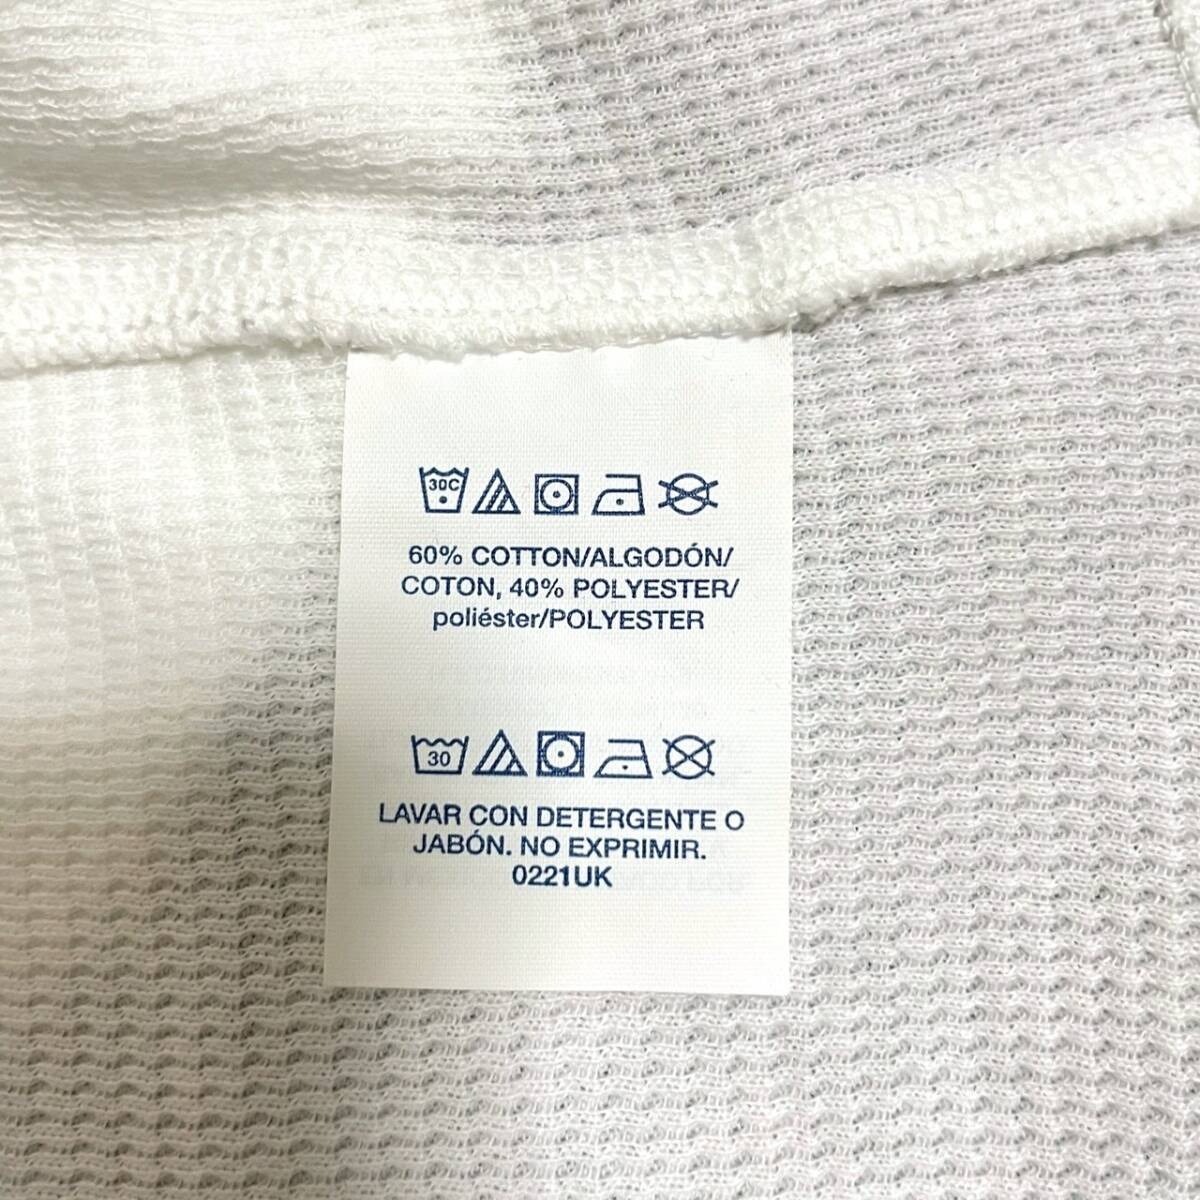 30C
60% COTTON/ALGODÓN/
COTON, 40% POLYESTER/
poliéster/POLYESTER
30
LAVAR CON DETERGENTE O
JABÓN. NO EXPRIMIR.
0221UK